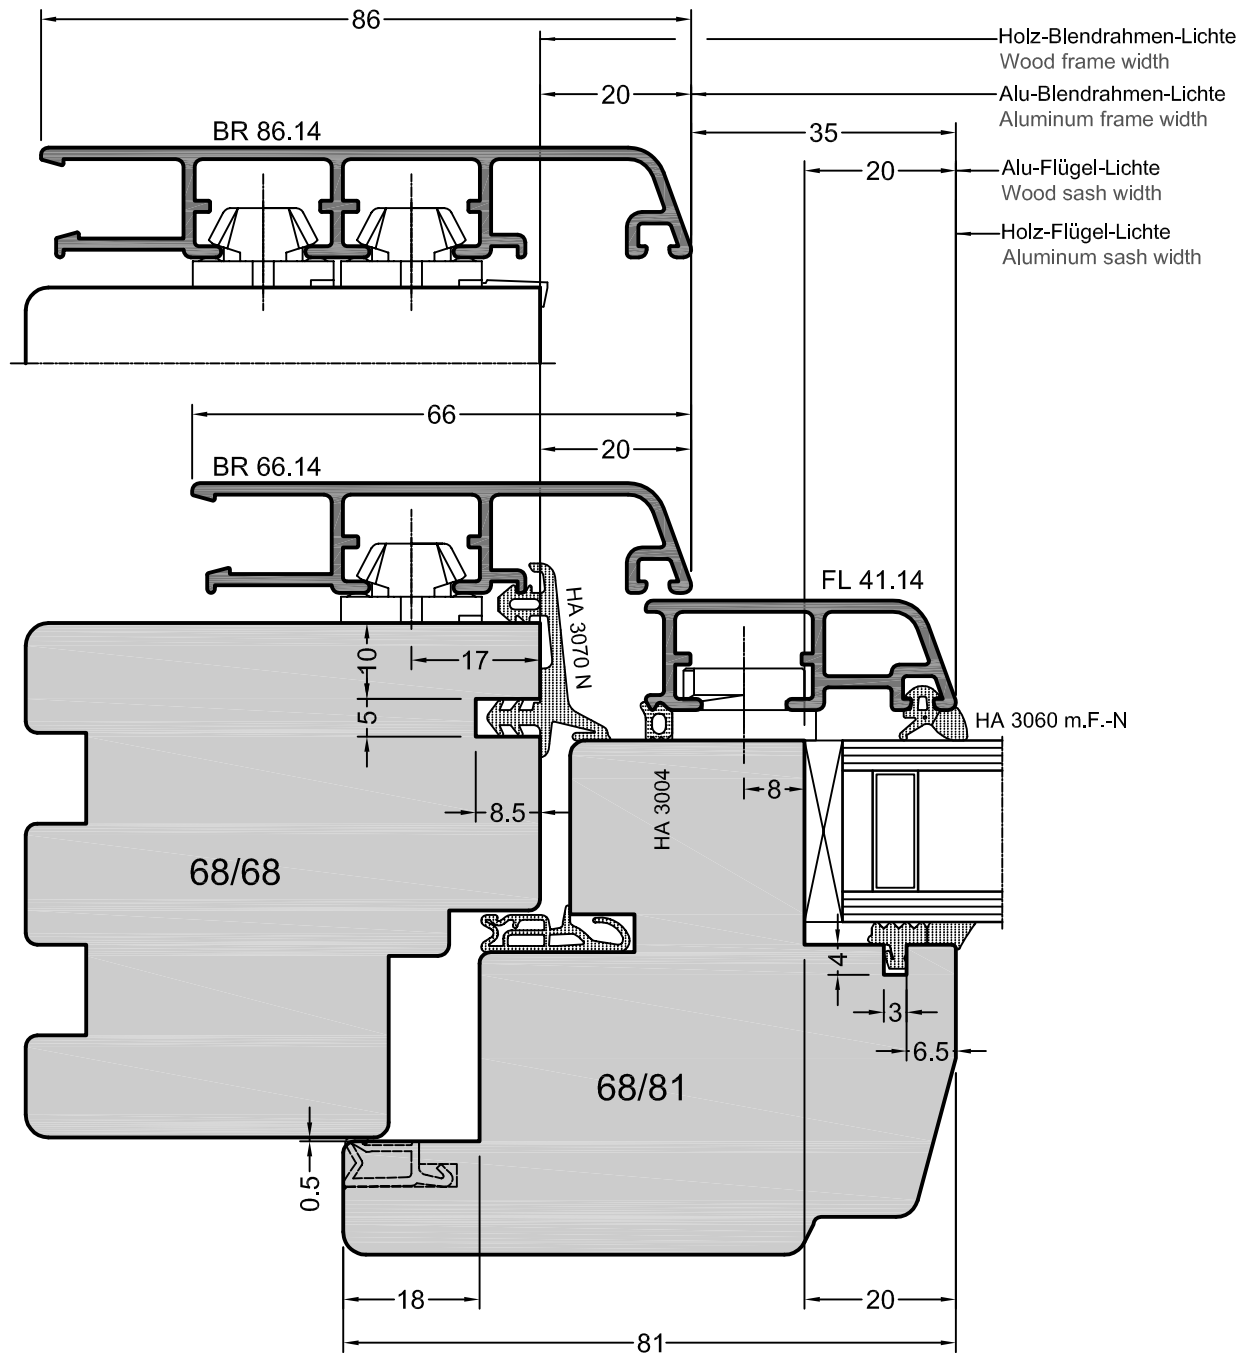 86
Holz-Blendrahmen-Lichte
Wood frame width
20
Alu-Blendrahmen-Lichte
Aluminum frame width
BR 86.14
35
20
Alu-Flügel-Lichte
Wood sash width
Holz-Flügel-Lichte
Aluminum sash width
66
20
BR 66.14
FL 41.14
HA 3070 N
10
17
5
HA 3060 m.F.-N
8
8.5
HA 3004
68/68
4
3
6.5
68/81
0.5
18
20
81